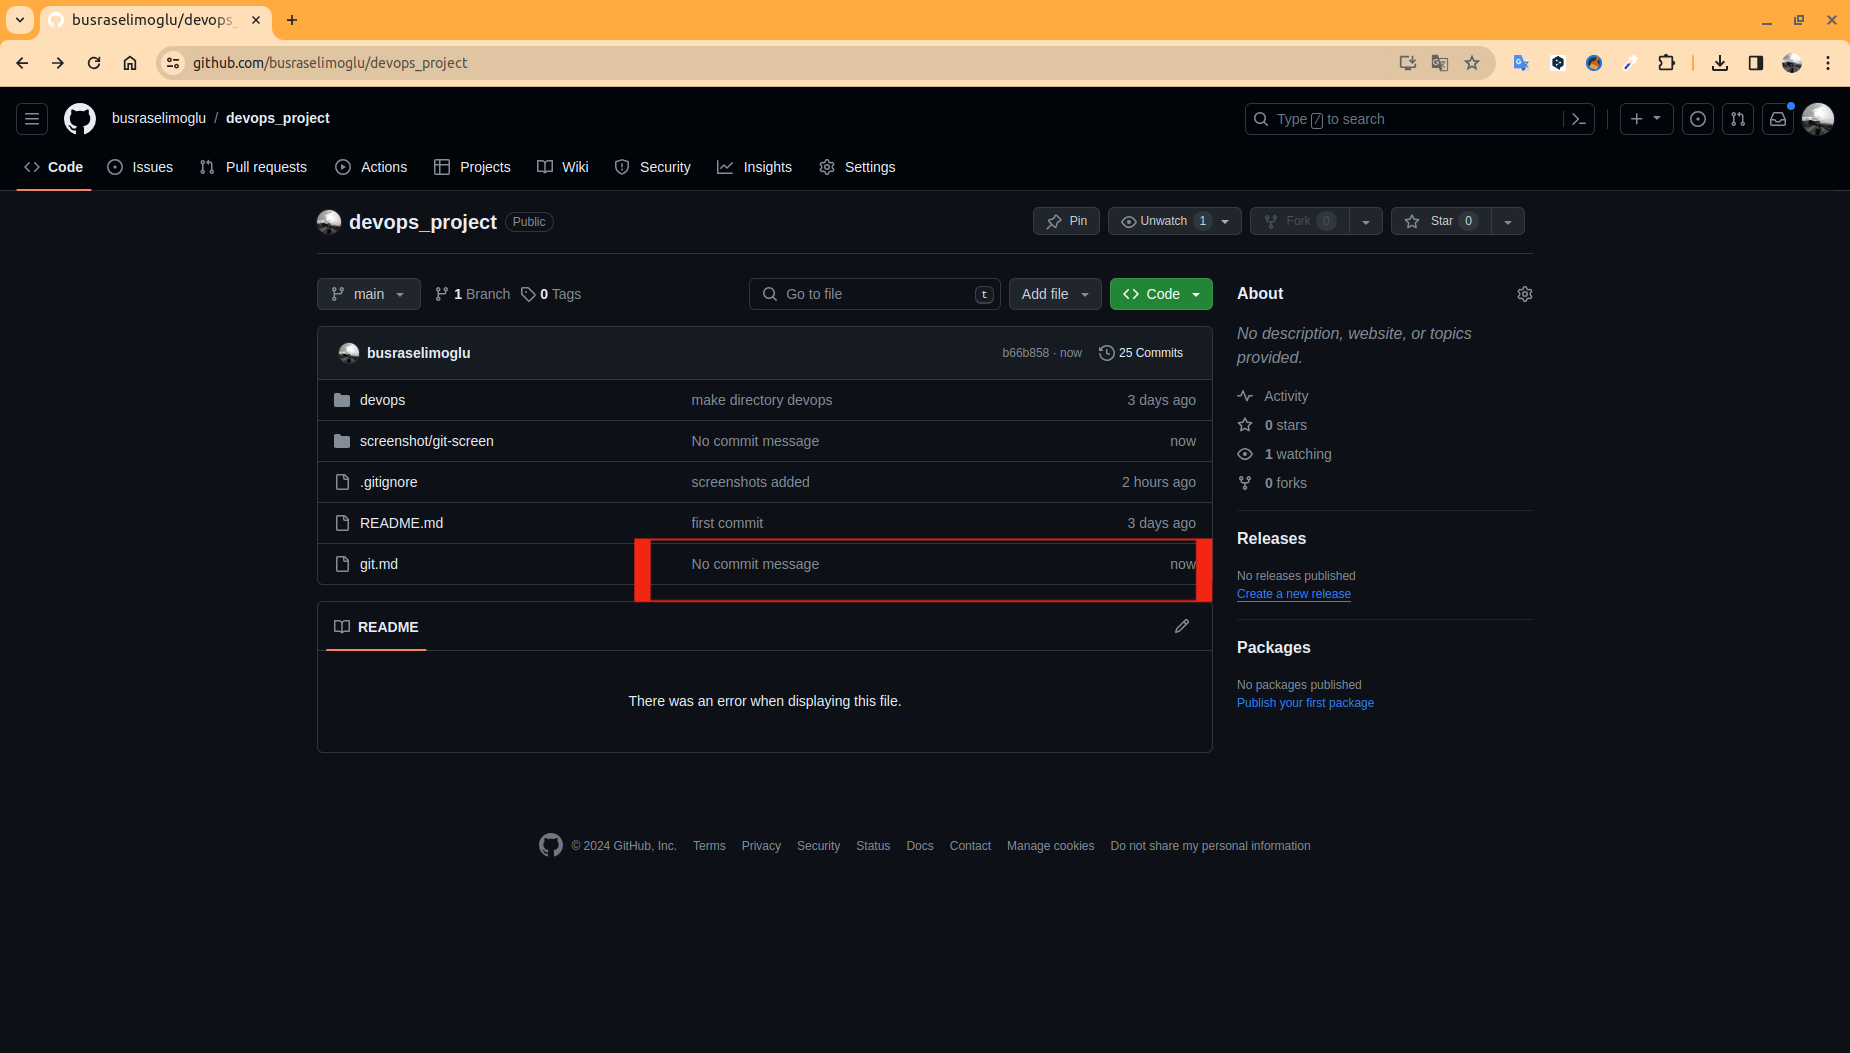 busraselimoglu/devops_
github.com/busraselimoglu/devops_project
busraselimoglu / devops_project
Type / to search
Code Issues Pull requests Actions Projects Wiki Security Insights Settings
devops_project Public
Pin Unwatch 1 Fork 0 Star 0
main 1 Branch 0 Tags
Go to file t Add file Code
busraselimoglu b66b858 · now 25 Commits
devops make directory devops 3 days ago
screenshot/git-screen No commit message now
.gitignore screenshots added 2 hours ago
README.md first commit 3 days ago
git.md No commit message now
README
There was an error when displaying this file.
About
No description, website, or topics
provided.
Activity
0 stars
1 watching
0 forks
Releases
No releases published
Create a new release
Packages
No packages published
Publish your first package
© 2024 GitHub, Inc. Terms Privacy Security Status Docs Contact Manage cookies Do not share my personal information